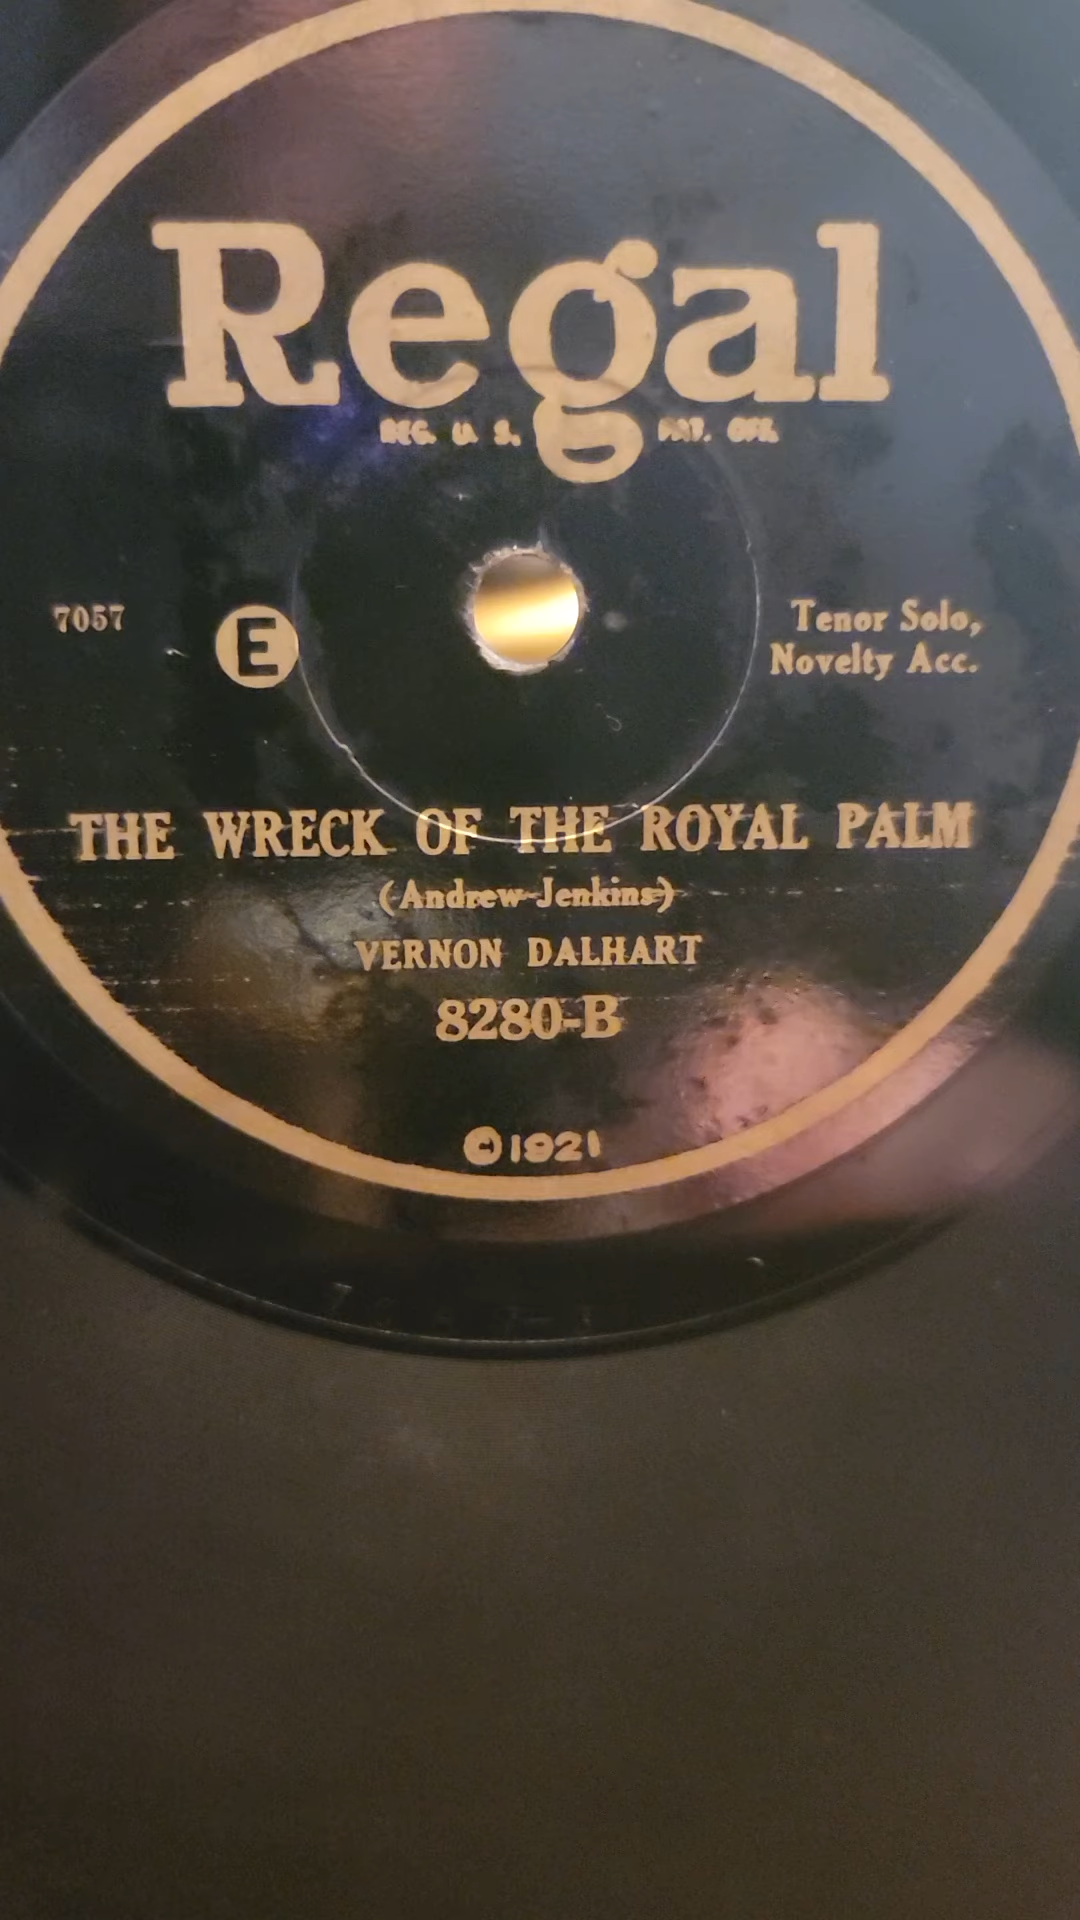 Regal
REG. U. S. PAT. OFF.
7057
E
Tenor Solo,
Novelty Acc.
THE WRECK OF THE ROYAL PALM
(Andrew Jenkins)
VERNON DALHART
8280-B
©1921